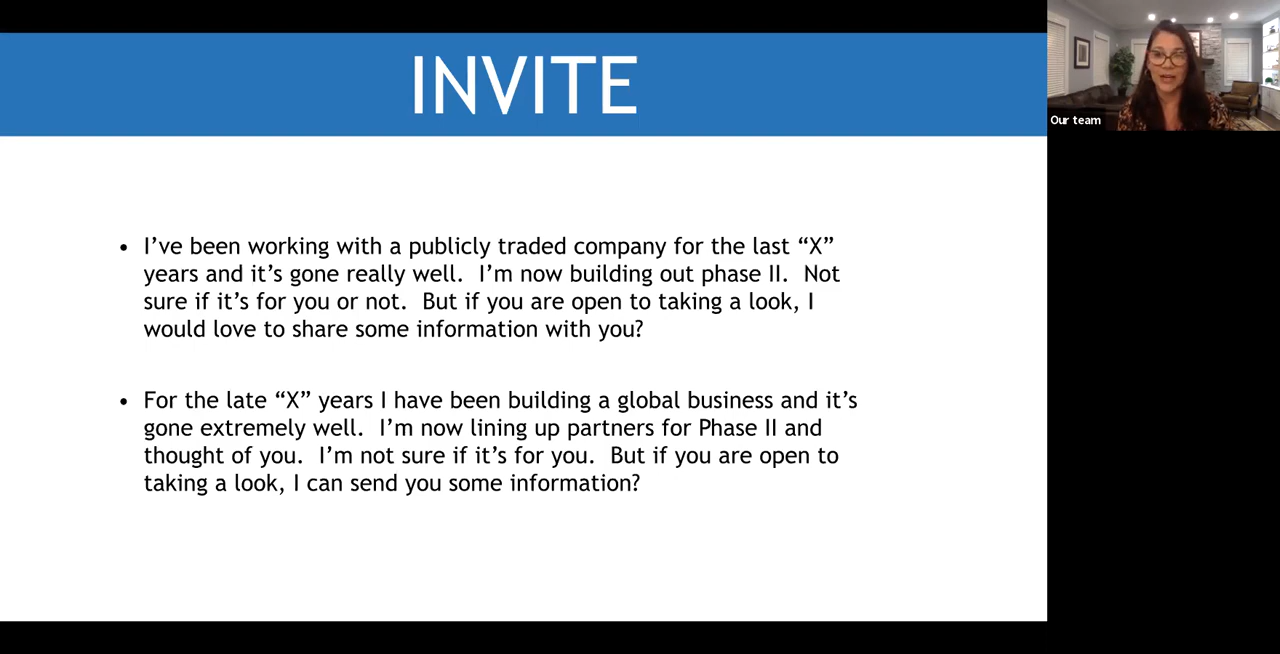 INVITE
• I’ve been working with a publicly traded company for the last “X”
years and it’s gone really well.  I’m now building out phase II.  Not
sure if it’s for you or not.  But if you are open to taking a look, I
would love to share some information with you?
• For the late “X” years I have been building a global business and it’s
gone extremely well.  I’m now lining up partners for Phase II and
thought of you.  I’m not sure if it’s for you.  But if you are open to
taking a look, I can send you some information?
Our team